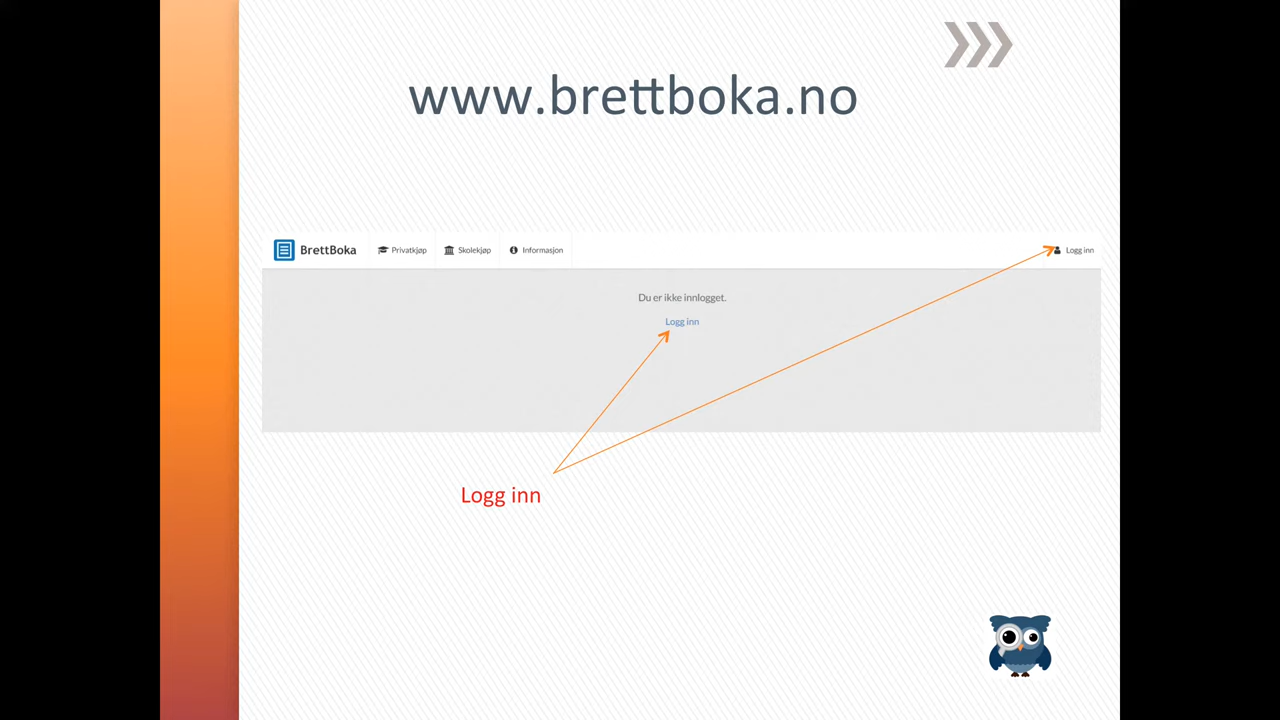 www.brettboka.no
BrettBoka Privatkjøp Skolekjøp Informasjon Logg inn
Du er ikke innlogget.
Logg inn
Logg inn